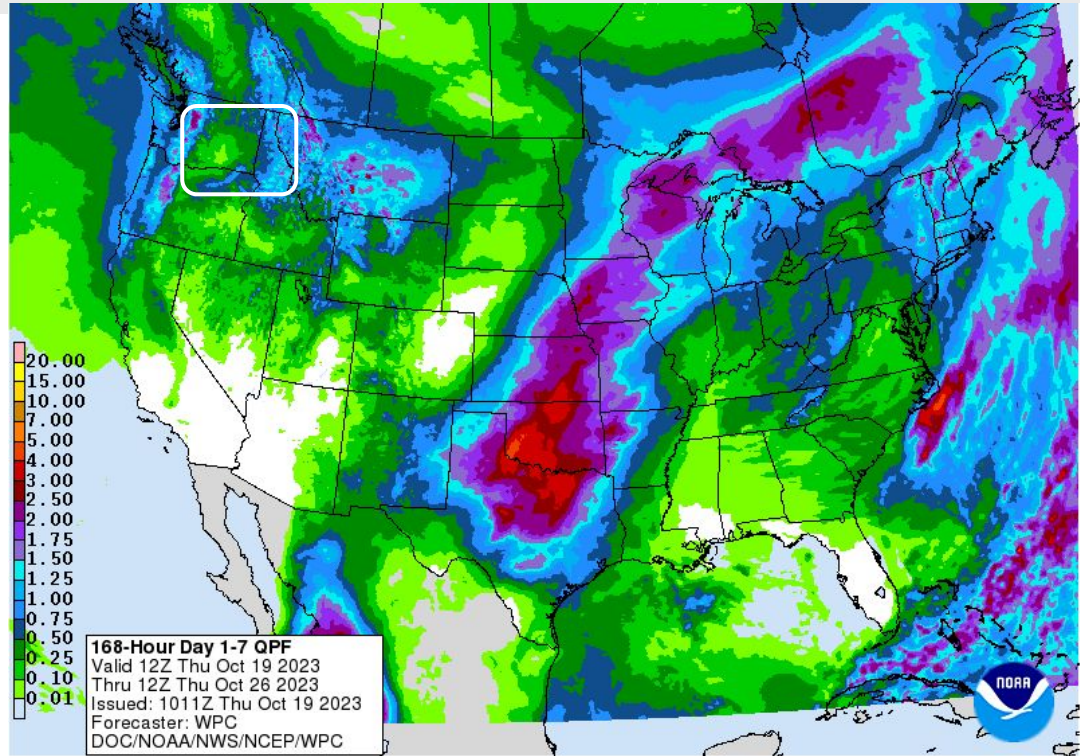 20.00
15.00
10.00
7.00
5.00
4.00
3.00
2.50
2.00
1.75
1.50
1.25
1.00
0.75
0.50
0.25
0.10
0.01
168-Hour Day 1-7 QPF
Valid 12Z Thu Oct 19 2023
Thru 12Z Thu Oct 26 2023
Issued: 1011Z Thu Oct 19 2023
Forecaster: WPC
DOC/NOAA/NWS/NCEP/WPC
NOAA